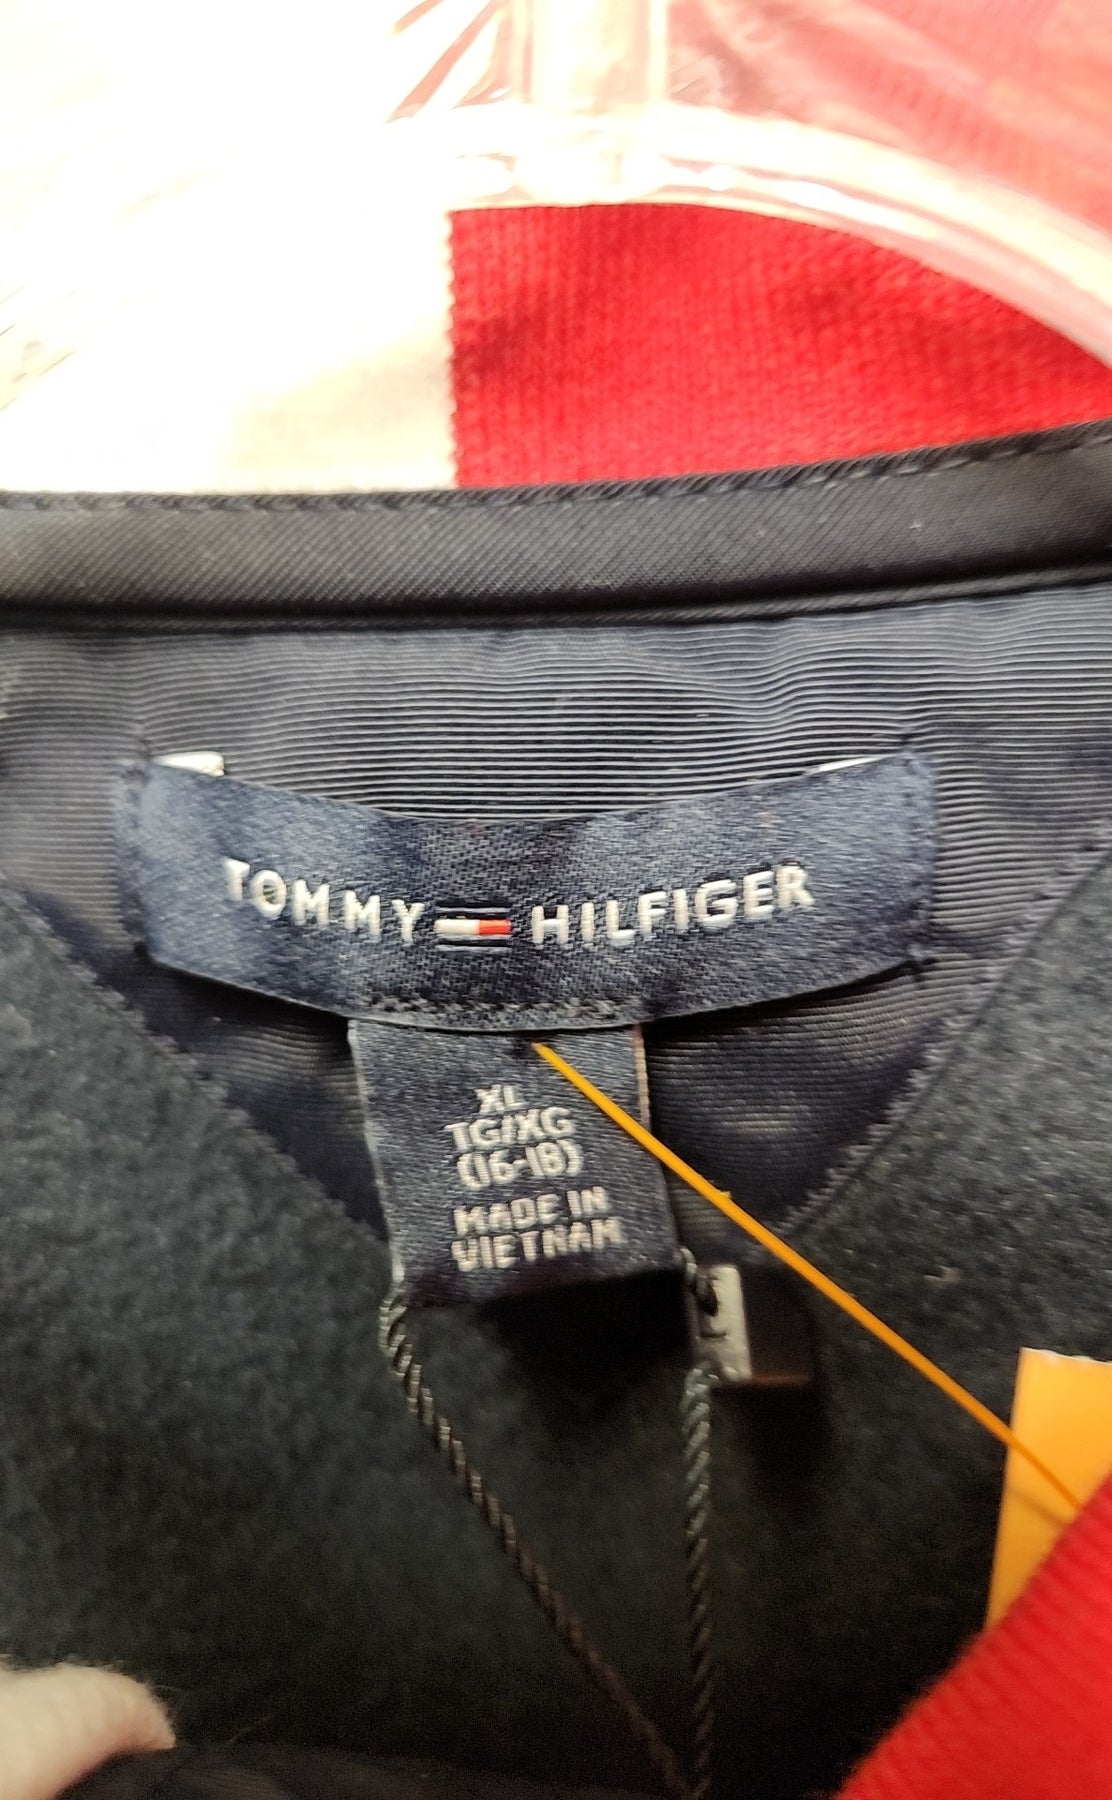 TOMMY HILFIGER
XL
TG/XG
(16-18)
MADE IN
VIETNAM